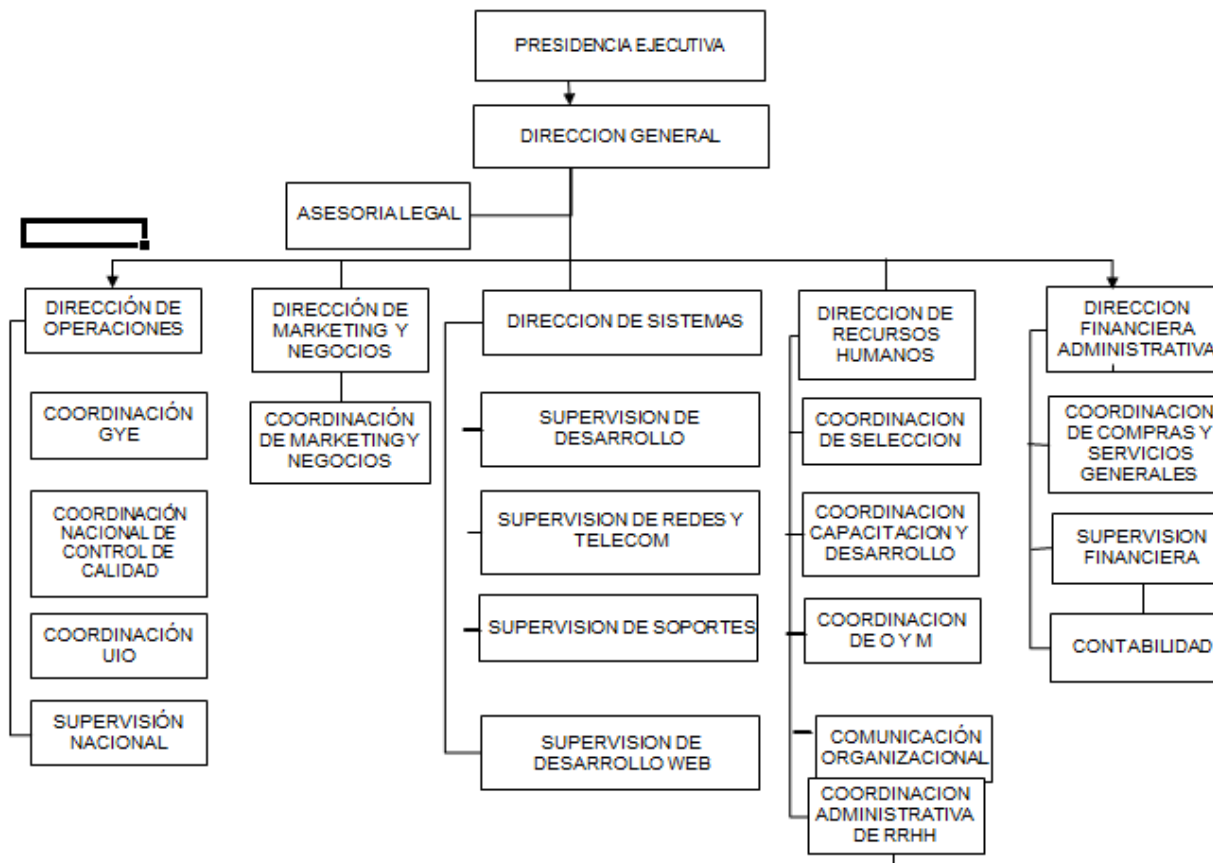 PRESIDENCIA EJECUTIVA
DIRECCION GENERAL
ASESORIA LEGAL
DIRECCIÓN DE
OPERACIONES
DIRECCIÓN DE
MARKETING Y
NEGOCIOS
DIRECCION DE SISTEMAS
DIRECCION DE
RECURSOS
HUMANOS
DIRECCION
FINANCIERA
ADMINISTRATIVA
COORDINACIÓN
GYE
COORDINACIÓN
NACIONAL DE
CONTROL DE
CALIDAD
COORDINACIÓN
UIO
SUPERVISIÓN
NACIONAL
COORDINACIÓN
DE MARKETING Y
NEGOCIOS
SUPERVISION DE
DESARROLLO
SUPERVISION DE REDES Y
TELECOM
SUPERVISION DE SOPORTES
SUPERVISION DE
DESARROLLO WEB
COORDINACION
DE SELECCION
COORDINACION
CAPACITACION Y
DESARROLLO
COORDINACION
DE O Y M
COMUNICACIÓN
ORGANIZACIONAL
COORDINACION
ADMINISTRATIVA
DE RRHH
COORDINACION
DE COMPRAS Y
SERVICIOS
GENERALES
SUPERVISION
FINANCIERA
CONTABILIDAD